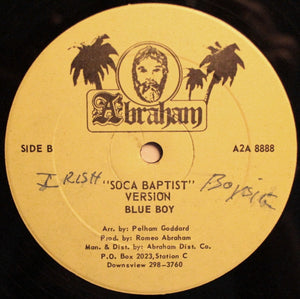 Abraham
SIDE B
A2A 8888
IRISH
"SOCA BAPTIST"
VERSION
BLUE BOY
Arr. by: Pelham Goddard
Prod. by: Romeo Abraham
Man. & Dist. by: Abraham Dist. Co.
P.O. Box 2023, Station C
Downsview 298-3760